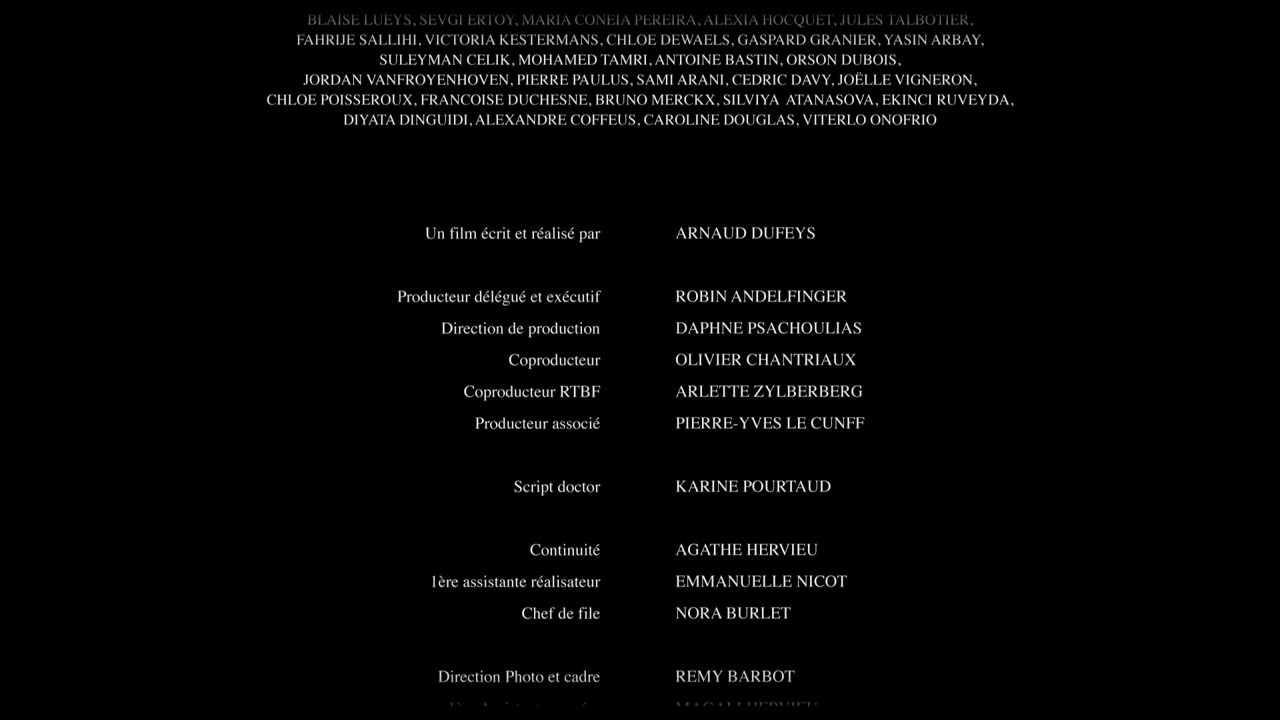 BLAISE LUEYS, SEVGI ERTOY, MARIA CONEIA PEREIRA, ALEXIA HOCQUET, JULES TALBOTIER,
FAHRIJE SALLIHI, VICTORIA KESTERMANS, CHLOE DEWAELS, GASPARD GRANIER, YASIN ARBAY,
SULEYMAN CELIK, MOHAMED TAMRI, ANTOINE BASTIN, ORSON DUBOIS,
JORDAN VANFROYENHOVEN, PIERRE PAULUS, SAMI ARANI, CEDRIC DAVY, JOËLLE VIGNERON,
CHLOE POISSEROUX, FRANCOISE DUCHESNE, BRUNO MERCKX, SILVIYA ATANASOVA, EKINCI RUVEYDA,
DIYATA DINGUIDI, ALEXANDRE COFFEUS, CAROLINE DOUGLAS, VITERLO ONOFRIO
Un film écrit et réalisé par ARNAUD DUFEYS
Producteur délégué et exécutif ROBIN ANDELFINGER
Direction de production DAPHNE PSACHOULIAS
Coproducteur OLIVIER CHANTRIAUX
Coproducteur RTBF ARLETTE ZYLBERBERG
Producteur associé PIERRE-YVES LE CUNFF
Script doctor KARINE POURTAUD
Continuité AGATHE HERVIEU
1ère assistante réalisateur EMMANUELLE NICOT
Chef de file NORA BURLET
Direction Photo et cadre REMY BARBOT